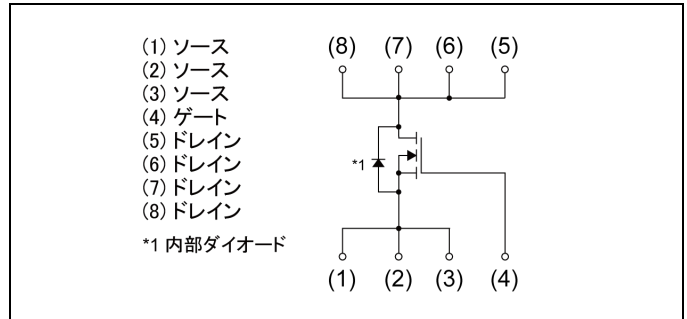 (1) ソース
(2) ソース
(3) ソース
(4) ゲート
(5) ドレイン
(6) ドレイン
(7) ドレイン
(8) ドレイン
*1 内部ダイオード
(8) (7) (6) (5)
*1
(1) (2) (3) (4)